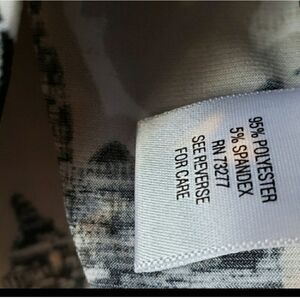 95% POLYESTER
5% SPANDEX
RN 73277
SEE REVERSE
FOR CARE